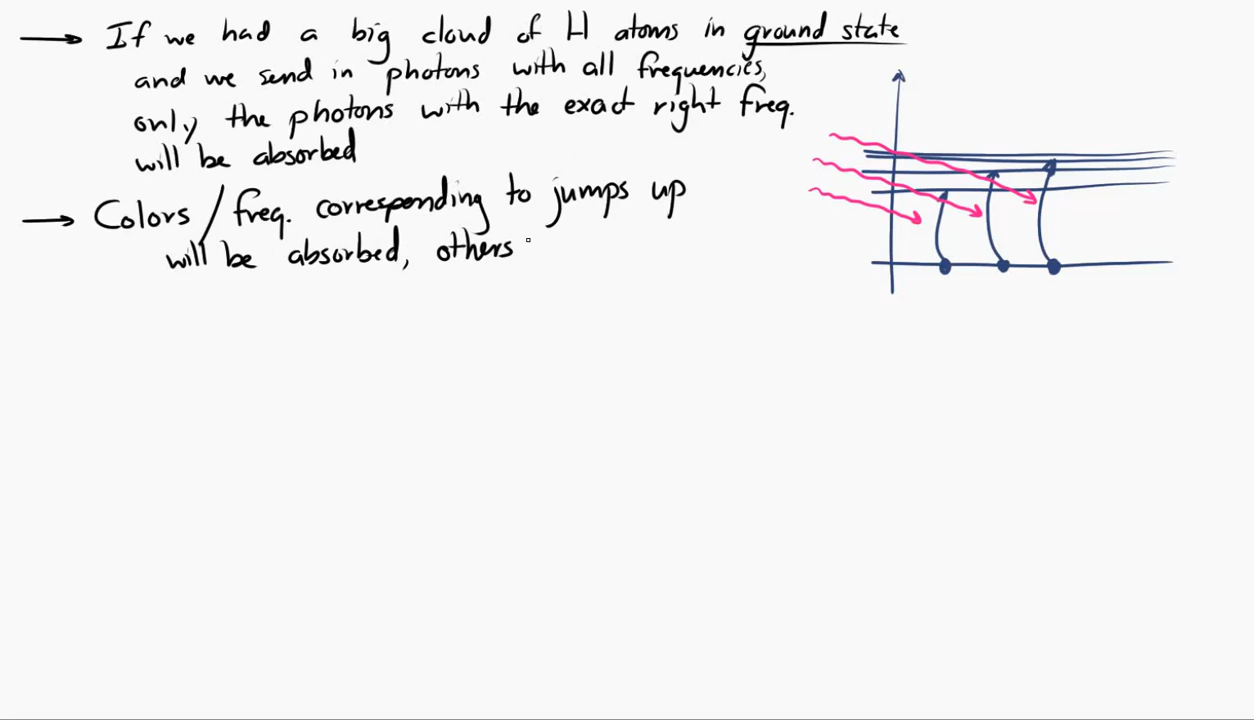 → If we had a big cloud of H atoms in ground state
and we send in photons with all frequencies,
only the photons with the exact right freq.
will be absorbed
→ Colors / freq. corresponding to jumps up
will be absorbed, others